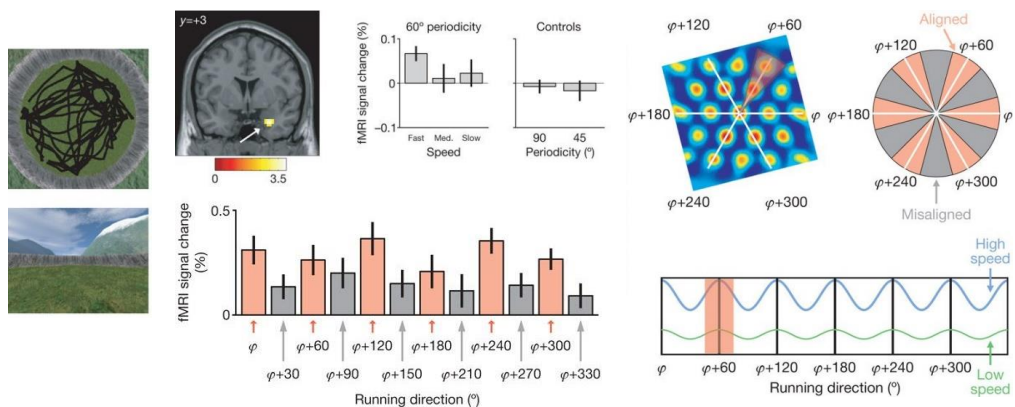 y=+3
0
3.5
fMRI signal change (%)
60º periodicity
0.1
0
−0.1
Fast
Med.
Slow
Speed
Controls
90
45
Periodicity (º)
φ+120
φ+60
φ+180
φ
φ+240
φ+300
Aligned
φ+120
φ+60
φ+180
φ
φ+240
φ+300
Misaligned
fMRI signal change
(%)
0.5
0
φ
φ+60
φ+120
φ+180
φ+240
φ+300
φ+30
φ+90
φ+150
φ+210
φ+270
φ+330
Running direction (º)
High
speed
φ
φ+60
φ+120
φ+180
φ+240
φ+300
Low
speed
Running direction (º)